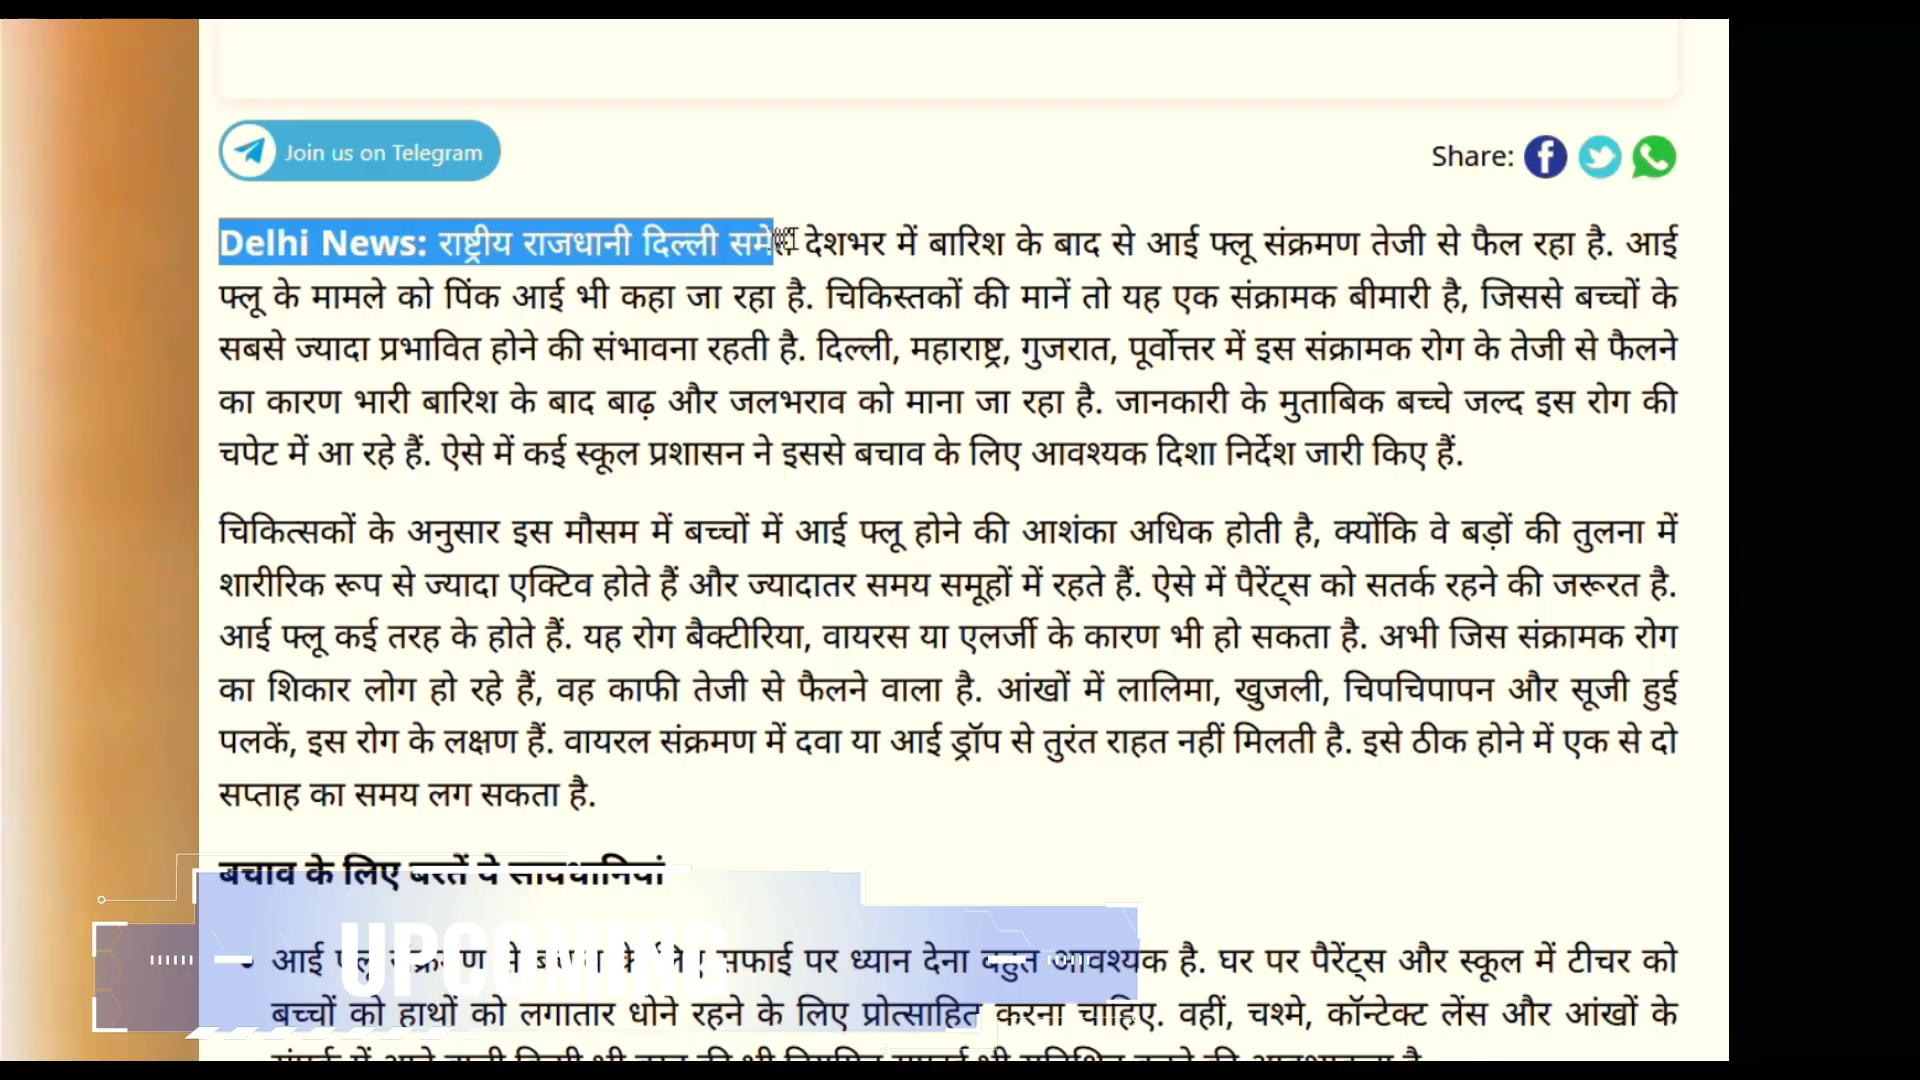 Join us on Telegram
Share:
Delhi News: राष्ट्रीय राजधानी दिल्ली समेत देशभर में बारिश के बाद से आई फ्लू संक्रमण तेजी से फैल रहा है. आई
फ्लू के मामले को पिंक आई भी कहा जा रहा है. चिकिस्तकों की मानें तो यह एक संक्रामक बीमारी है, जिससे बच्चों के
सबसे ज्यादा प्रभावित होने की संभावना रहती है. दिल्ली, महाराष्ट्र, गुजरात, पूर्वोत्तर में इस संक्रामक रोग के तेजी से फैलने
का कारण भारी बारिश के बाद बाढ़ और जलभराव को माना जा रहा है. जानकारी के मुताबिक बच्चे जल्द इस रोग की
चपेट में आ रहे हैं. ऐसे में कई स्कूल प्रशासन ने इससे बचाव के लिए आवश्यक दिशा निर्देश जारी किए हैं.
चिकित्सकों के अनुसार इस मौसम में बच्चों में आई फ्लू होने की आशंका अधिक होती है, क्योंकि वे बड़ों की तुलना में
शारीरिक रूप से ज्यादा एक्टिव होते हैं और ज्यादातर समय समूहों में रहते हैं. ऐसे में पैरेंट्स को सतर्क रहने की जरूरत है.
आई फ्लू कई तरह के होते हैं. यह रोग बैक्टीरिया, वायरस या एलर्जी के कारण भी हो सकता है. अभी जिस संक्रामक रोग
का शिकार लोग हो रहे हैं, वह काफी तेजी से फैलने वाला है. आंखों में लालिमा, खुजली, चिपचिपापन और सूजी हुई
पलकें, इस रोग के लक्षण हैं. वायरल संक्रमण में दवा या आई ड्रॉप से तुरंत राहत नहीं मिलती है. इसे ठीक होने में एक से दो
सप्ताह का समय लग सकता है.
बचाव के लिए बरतें ये सावधानियां
UPCOMING
आई फ्लू संक्रमण से के लिए सफाई पर ध्यान देना बहुत आवश्यक है. घर पर पैरेंट्स और स्कूल में टीचर को
बच्चों को हाथों को लगातार धोने रहने के लिए प्रोत्साहित करना चाहिए. वहीं, चश्मे, कॉन्टेक्ट लेंस और आंखों के